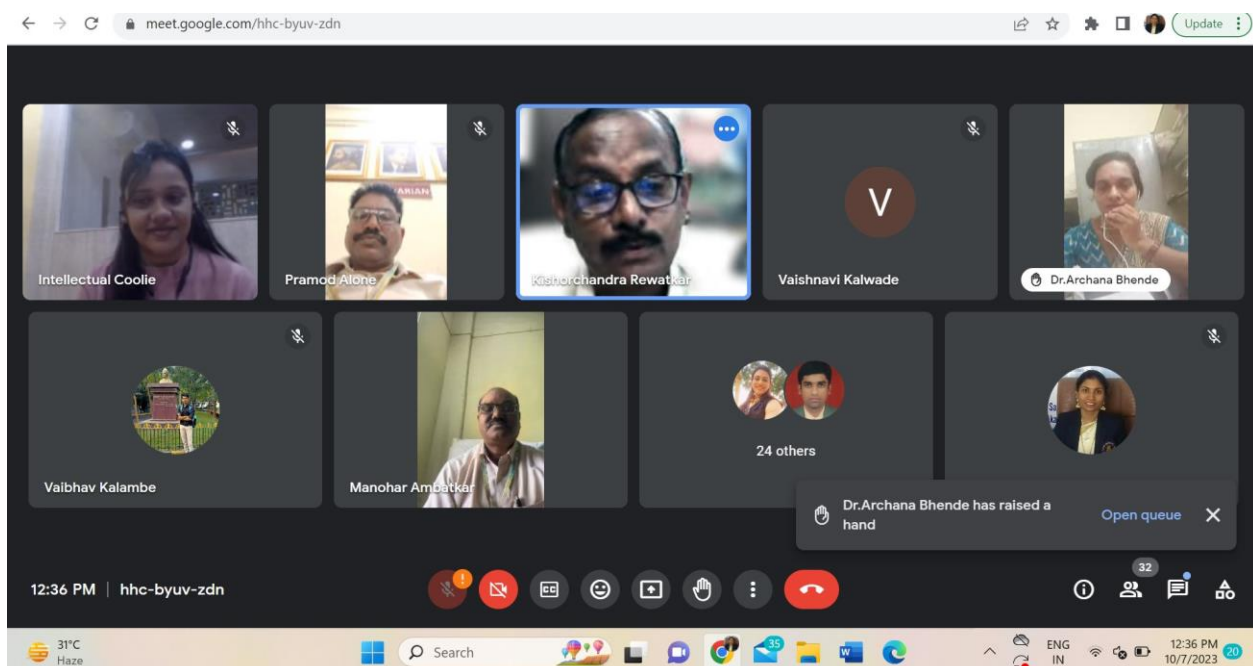 meet.google.com/hhc-byuv-zdn
Update
Intellectual Coolie
Pramod Alone
Kishorchandra Rewatkar
V
Vaishnavi Kalwade
Dr.Archana Bhende
Vaibhav Kalambe
Manohar Ambatkar
24 others
Dr.Archana Bhende has raised a
hand
Open queue
12:36 PM | hhc-byuv-zdn
CC
32
31°C
Haze
Search
35
ENG
IN
12:36 PM
10/7/2023
20